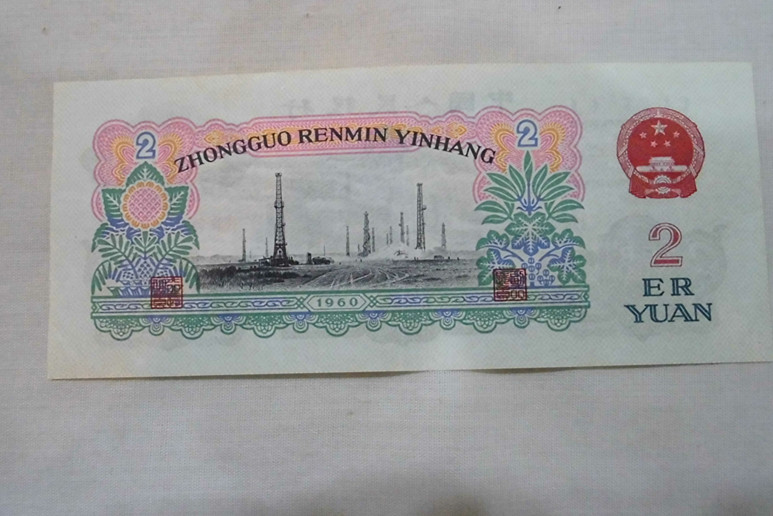 2
2
ZHONGGUO RENMIN YINHANG
1960
2
ER
YUAN